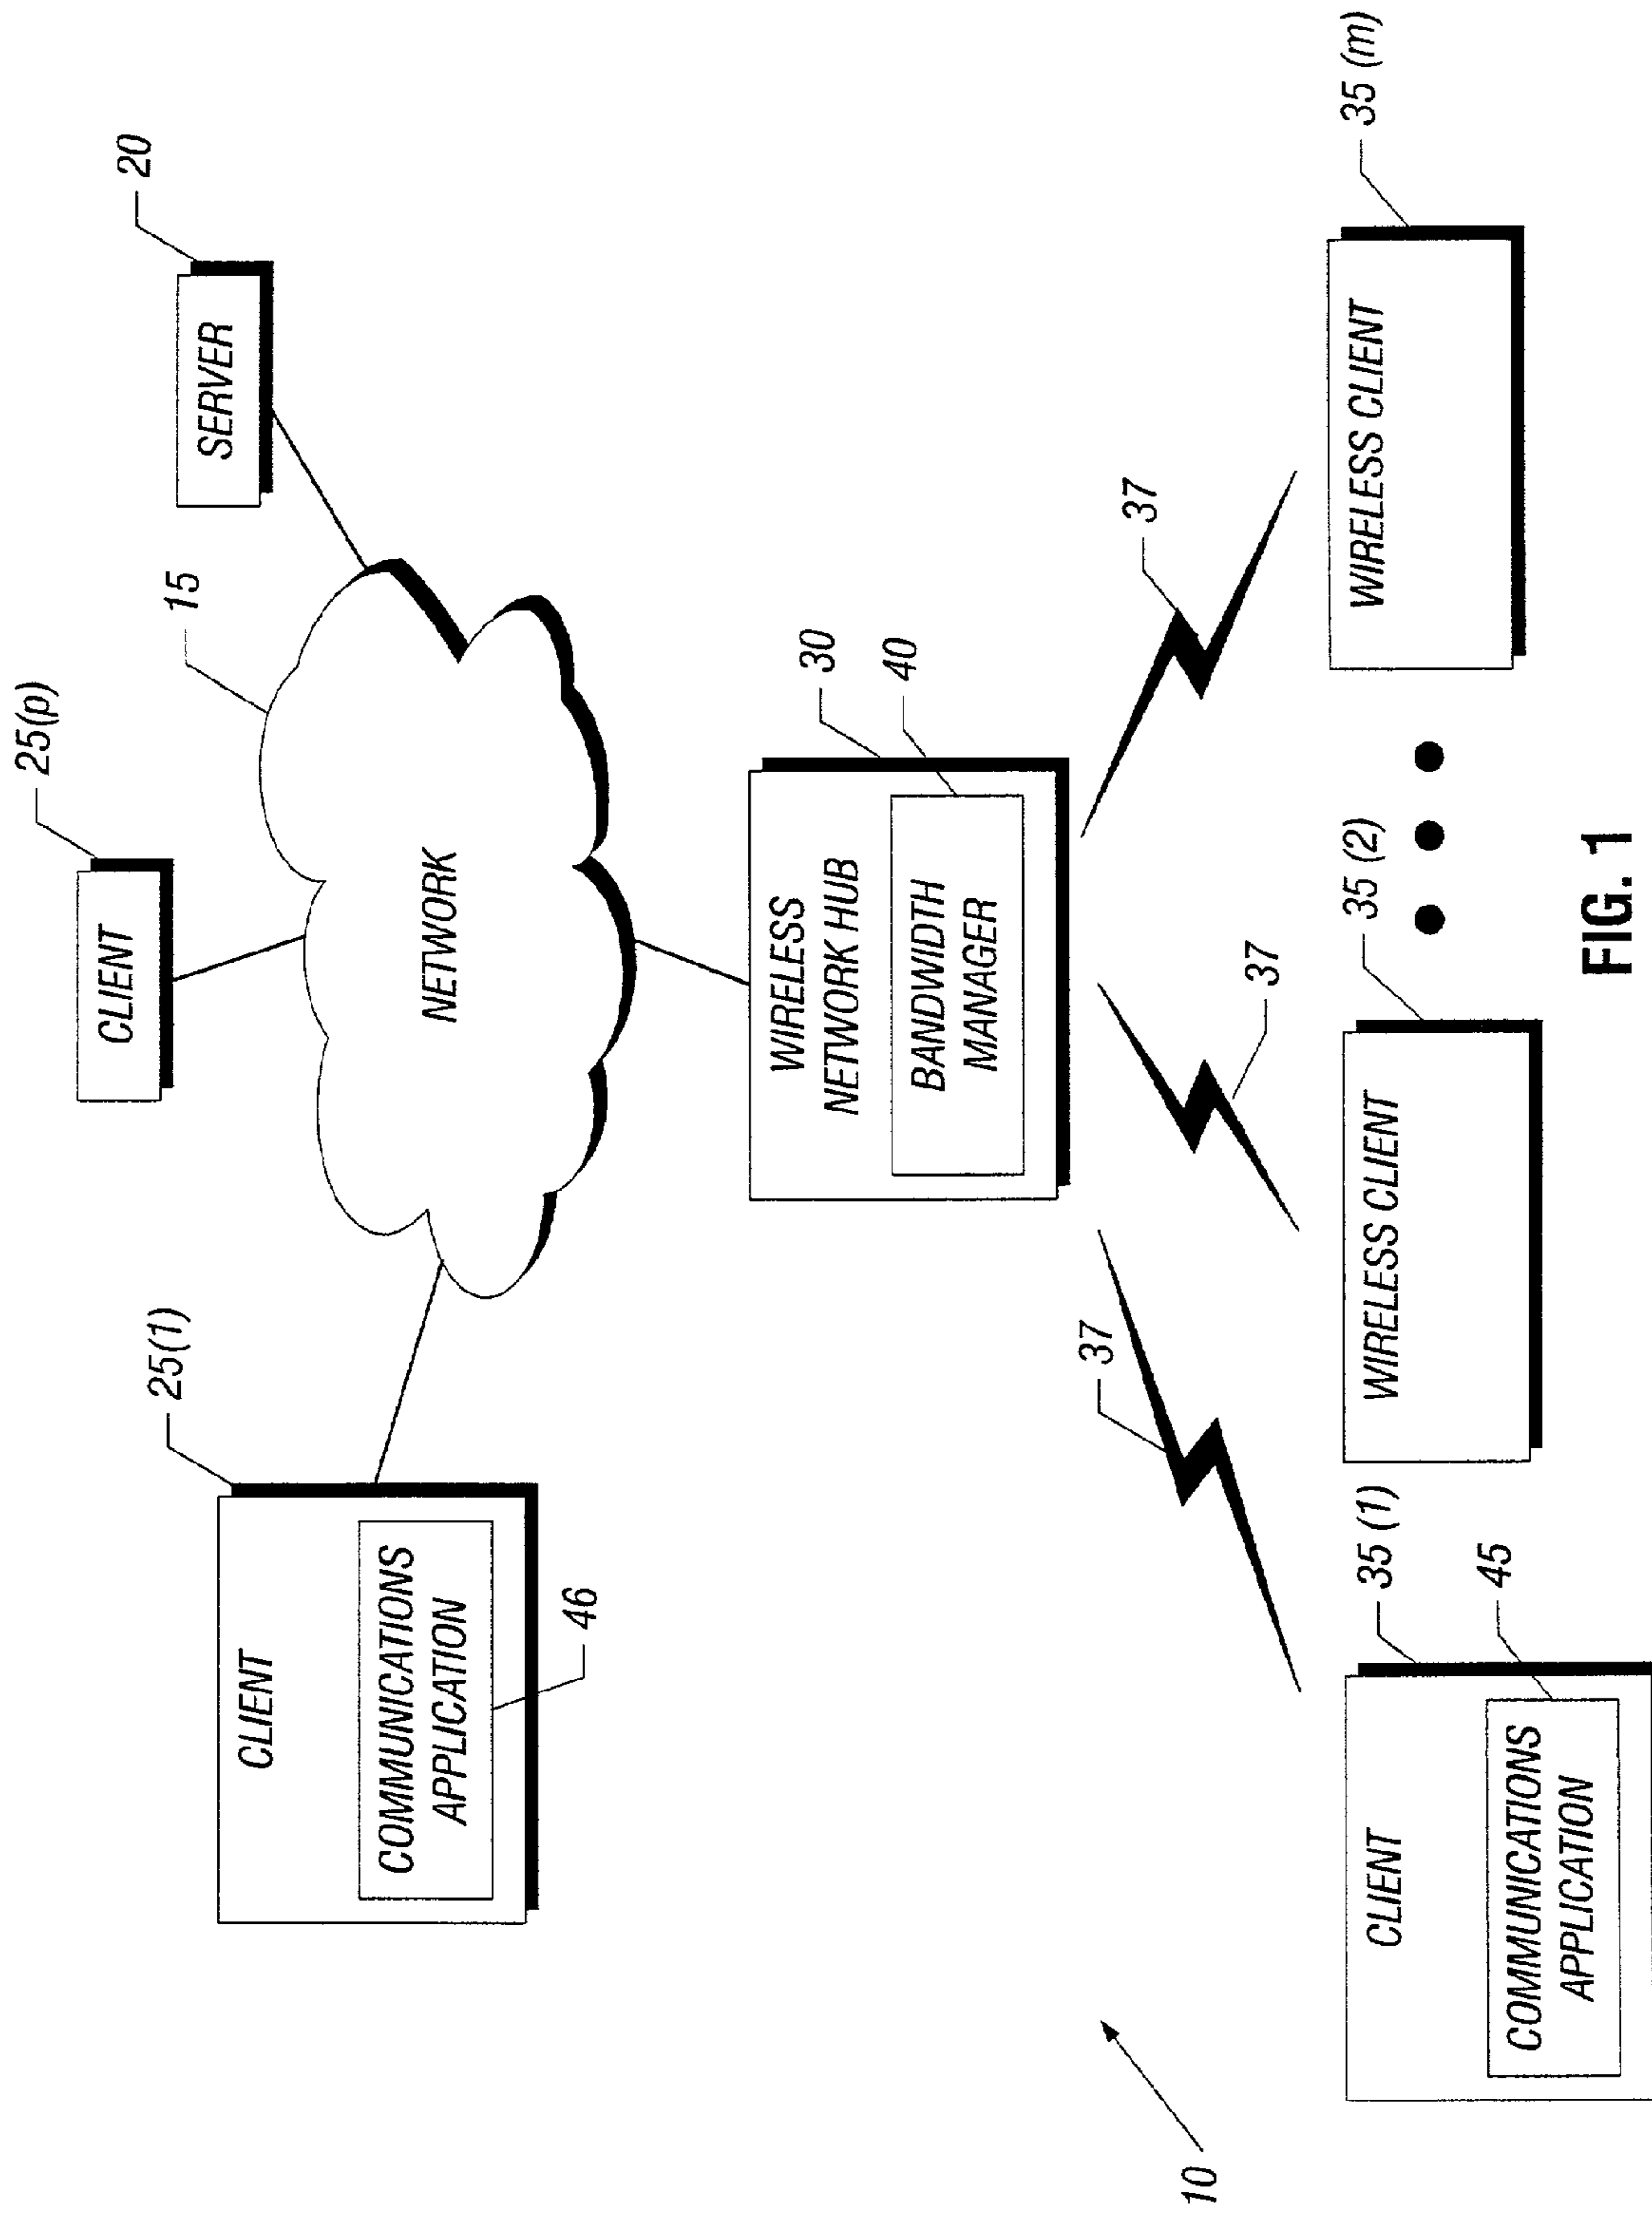 25(1)
CLIENT
COMMUNICATIONS
APPLICATION
46
25(p)
CLIENT
15
NETWORK
20
SERVER
30
WIRELESS
NETWORK HUB
40
BANDWIDTH
MANAGER
37
37
37
10
35 (1)
CLIENT
45
COMMUNICATIONS
APPLICATION
35 (2)
WIRELESS CLIENT
35 (m)
WIRELESS CLIENT
FIG. 1